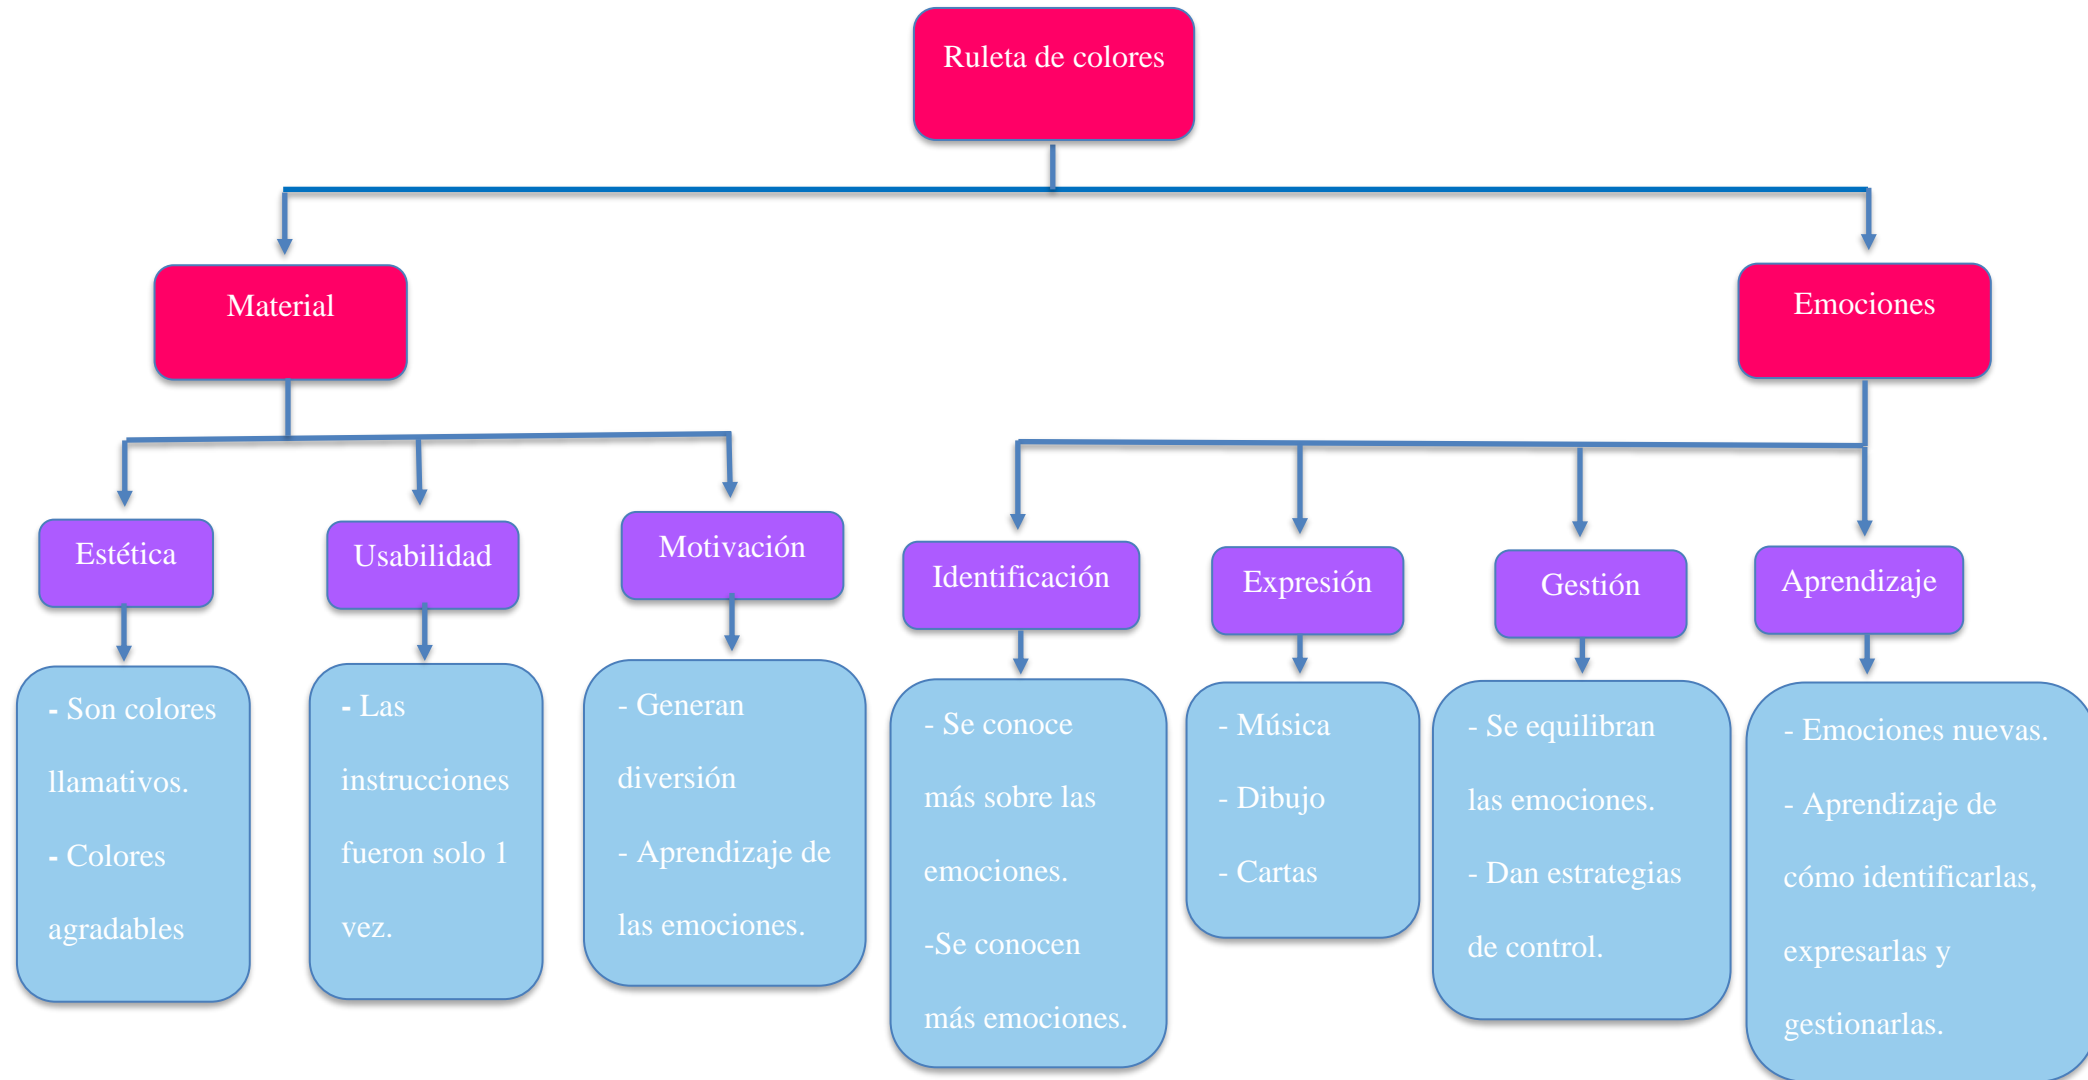 Ruleta de colores
Material
Emociones
Estética
Usabilidad
Motivación
Identificación
Expresión
Gestión
Aprendizaje
- Son colores
llamativos.
- Colores
agradables
- Las
instrucciones
fueron solo 1
vez.
- Generan
diversión
- Aprendizaje de
las emociones.
- Se conoce
más sobre las
emociones.
-Se conocen
más emociones.
- Música
- Dibujo
- Cartas
- Se equilibran
las emociones.
- Dan estrategias
de control.
- Emociones nuevas.
- Aprendizaje de
cómo identificarlas,
expresarlas y
gestionarlas.